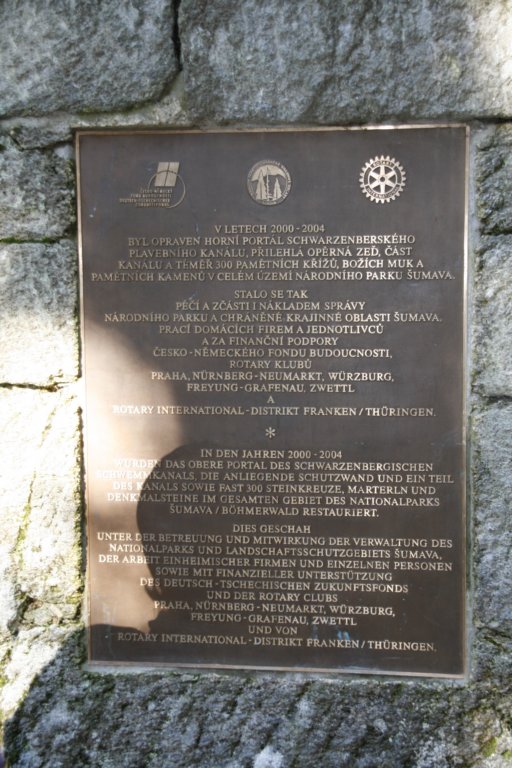 V LETECH 2000 - 2004
BYL OPRAVEN HORNÍ PORTÁL SCHWARZENBERSKÉHO
PLAVEBNÍHO KANÁLU, PŘILEHLÁ OPĚRNÁ ZEĎ, ČÁST
KANÁLU A TÉMĚŘ 300 PAMĚTNÍCH KŘÍŽŮ, BOŽÍCH MUK A
PAMĚTNÍCH KAMENŮ V CELÉM ÚZEMÍ NÁRODNÍHO PARKU ŠUMAVA.
STALO SE TAK
PÉČÍ A ZČÁSTI I NÁKLADEM SPRÁVY
NÁRODNÍHO PARKU A CHRÁNĚNÉ KRAJINNÉ OBLASTI ŠUMAVA.
PRACÍ DOMÁCÍCH FIREM A JEDNOTLIVCŮ
A ZA FINANČNÍ PODPORY
ČESKO - NĚMECKÉHO FONDU BUDOUCNOSTI,
ROTARY KLUBŮ
PRAHA, NÜRNBERG - NEUMARKT, WÜRZBURG,
FREYUNG - GRAFENAU, ZWETTL
A
ROTARY INTERNATIONAL - DISTRIKT FRANKEN / THÜRINGEN.
*
IN DEN JAHREN 2000 - 2004
WURDEN DAS OBERE PORTAL DES SCHWARZENBERGISCHEN
SCHWEMMKANALS, DIE ANLIEGENDE SCHUTZWAND UND EIN TEIL
DES KANALS SOWIE FAST 300 STEINKREUZE, MARTERLN UND
DENKMALSTEINE IM GESAMTEN GEBIET DES NATIONALPARKS
ŠUMAVA / BÖHMERWALD RESTAURIERT.
DIES GESCHAH
UNTER DER BETREUUNG UND MITWIRKUNG DER VERWALTUNG DES
NATIONALPARKS UND LANDSCHAFTSSCHUTZGEBIETS ŠUMAVA,
DER ARBEIT EINHEIMISCHER FIRMEN UND EINZELNEN PERSONEN
SOWIE MIT FINANZIELLER UNTERSTÜTZUNG
DES DEUTSCH - TSCHECHISCHEN ZUKUNFTSFONDS
UND DER ROTARY CLUBS
PRAHA, NÜRNBERG - NEUMARKT, WÜRZBURG,
FREYUNG - GRAFENAU, ZWETTL
UND VON
ROTARY INTERNATIONAL - DISTRIKT FRANKEN / THÜRINGEN.